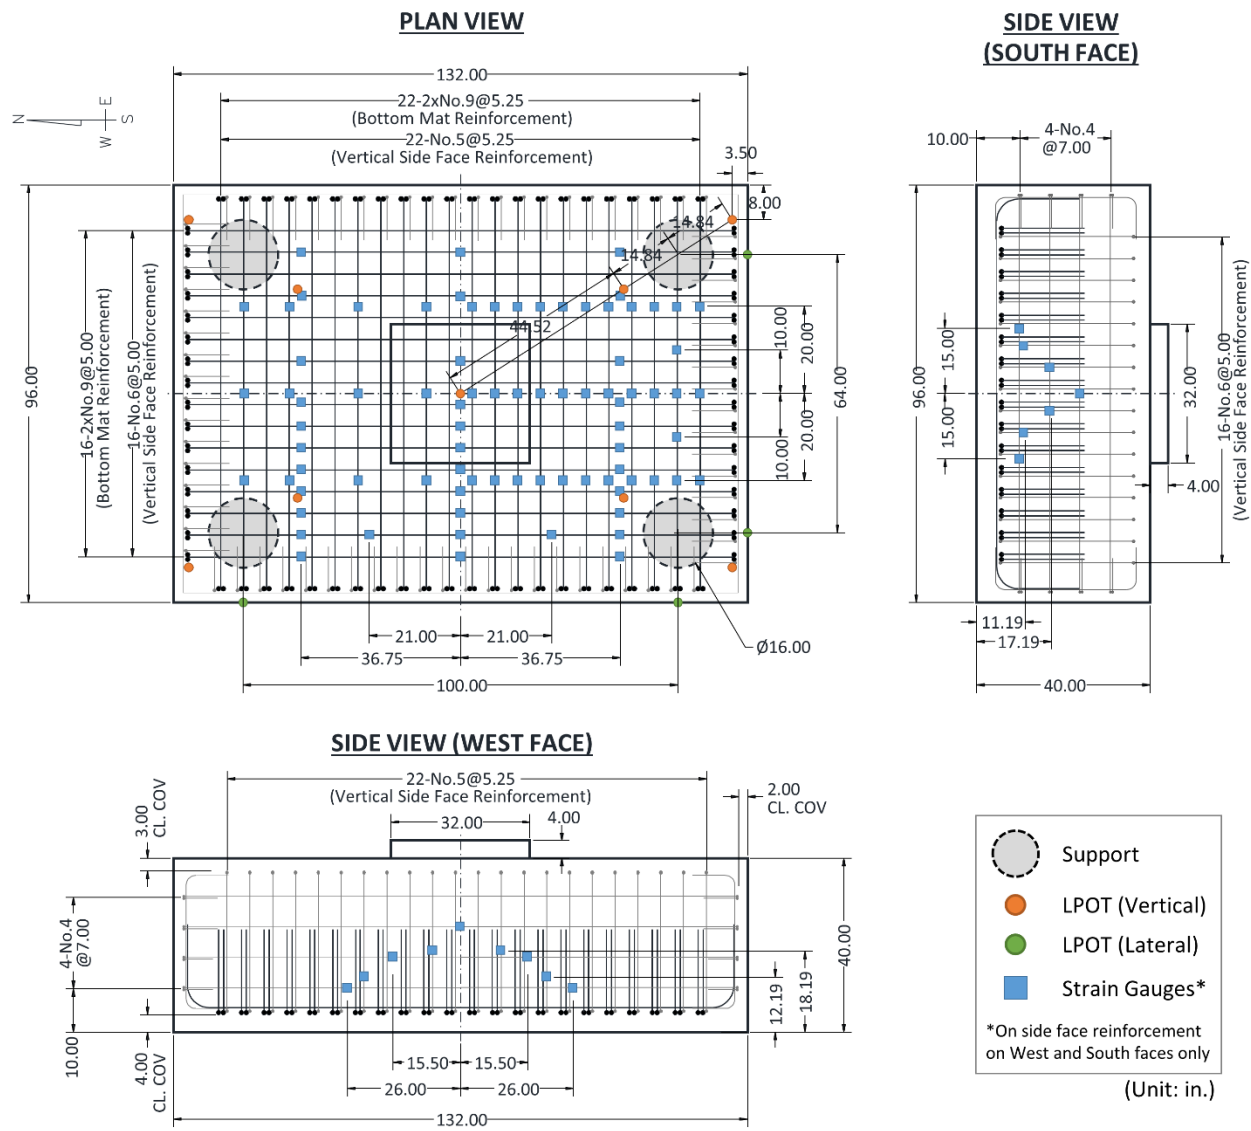 PLAN VIEW
132.00
22-2xNo.9@5.25
(Bottom Mat Reinforcement)
22-No.5@5.25
(Vertical Side Face Reinforcement)
N
E
S
W
3.50
8.00
14.84
14.84
44.52
96.00
16-2xNo.9@5.00
(Bottom Mat Reinforcement)
16-No.6@5.00
(Vertical Side Face Reinforcement)
10.00
20.00
10.00
20.00
64.00
21.00
21.00
36.75
36.75
100.00
Ø16.00
SIDE VIEW
(SOUTH FACE)
10.00
4-No.4
@7.00
96.00
15.00
15.00
32.00
16-No.6@5.00
(Vertical Side Face Reinforcement)
4.00
11.19
17.19
40.00
SIDE VIEW (WEST FACE)
22-No.5@5.25
(Vertical Side Face Reinforcement)
3.00
CL. COV
32.00
4.00
2.00
CL. COV
4-No.4
@7.00
10.00
4.00
CL. COV
40.00
12.19
18.19
15.50
15.50
26.00
26.00
132.00
Support
LPOT (Vertical)
LPOT (Lateral)
Strain Gauges*
*On side face reinforcement
on West and South faces only
(Unit: in.)